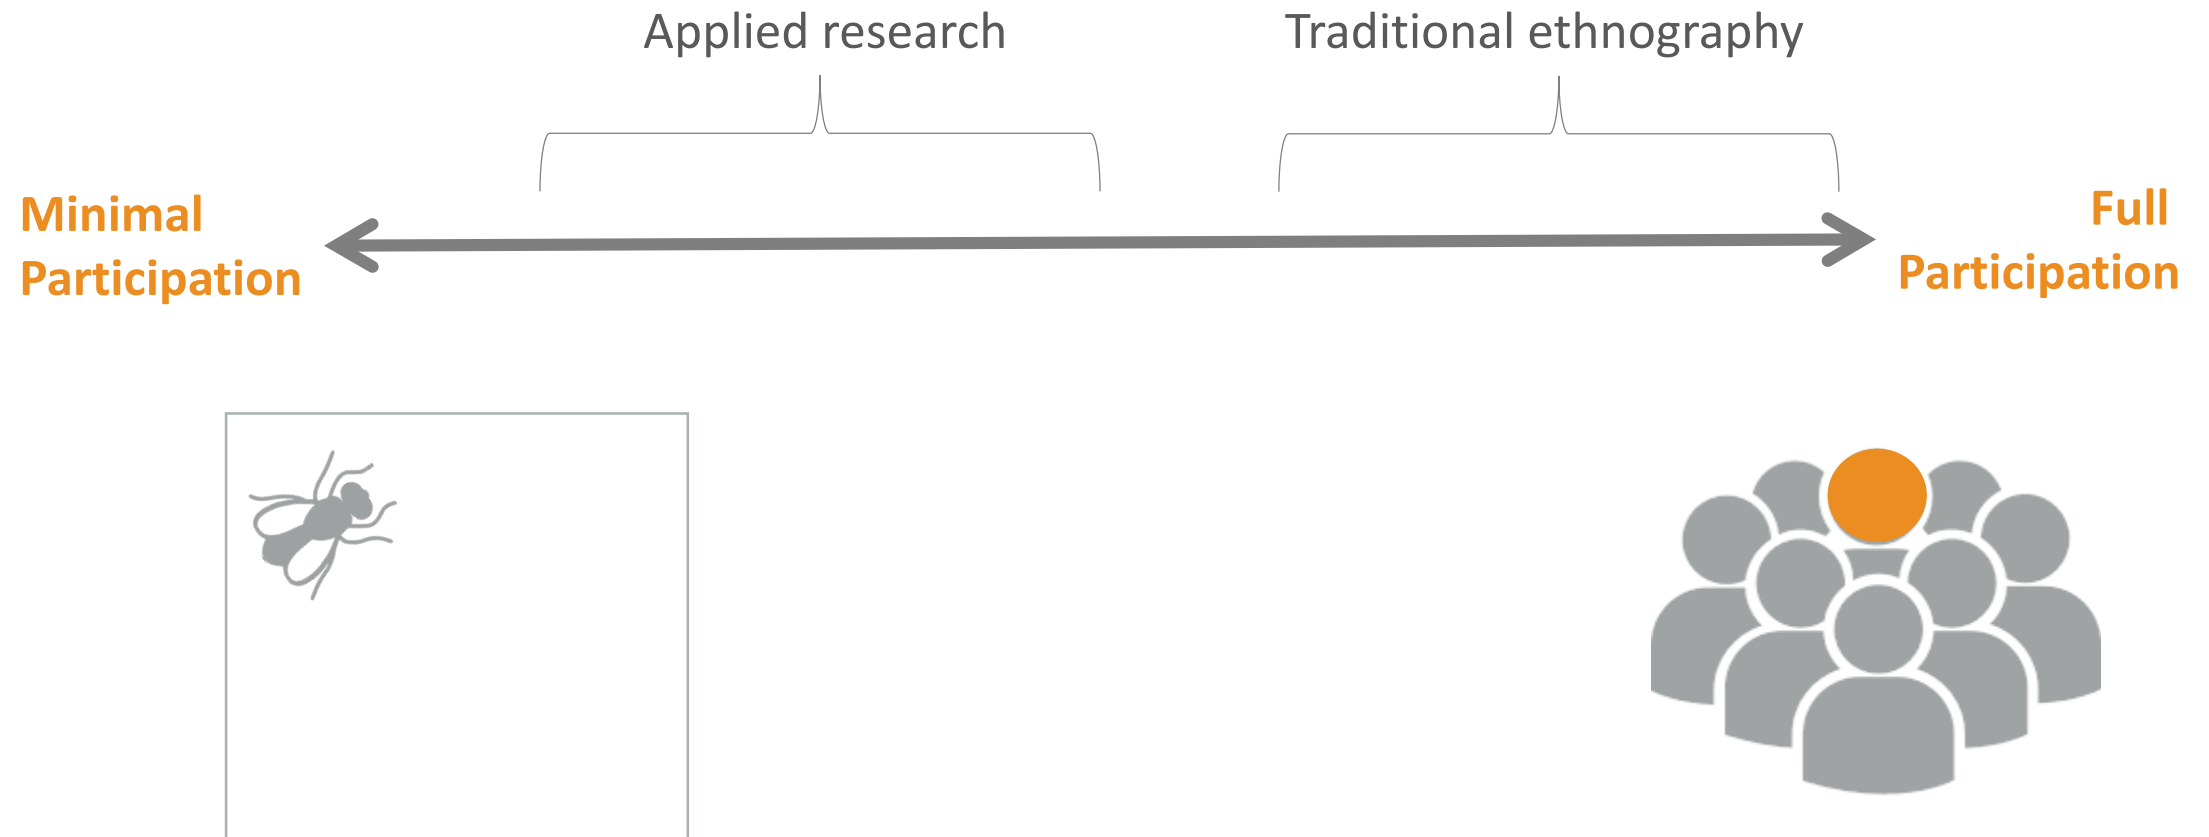 Applied research
Traditional ethnography
Minimal
Participation
Full
Participation